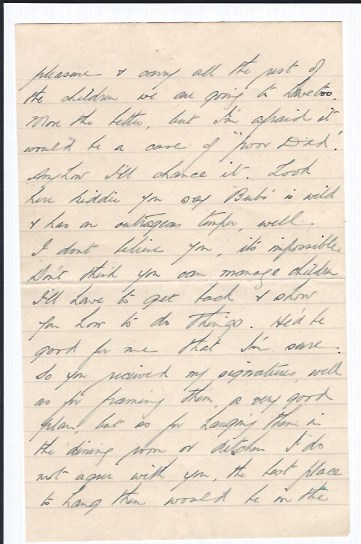 pleasure & carry all the rest of
the children we are going to have too.
More the better, but I'm afraid it
would be a case of "poor Dad".
Anyhow I'll chance it. Look
here kiddie you say 'Bub' is wild
& has an outrageous temper, well
I dont believe you, it's impossible.
Don't think you can manage children
I'll have to get back & show
you how to do things. He'd be
good for me that I'm sure.
So you received my signatures, well
as for framing them a very good
plan, but as for hanging them in
the dining room or kitchen I do
not agree with you, the best place
to hang them would be in the